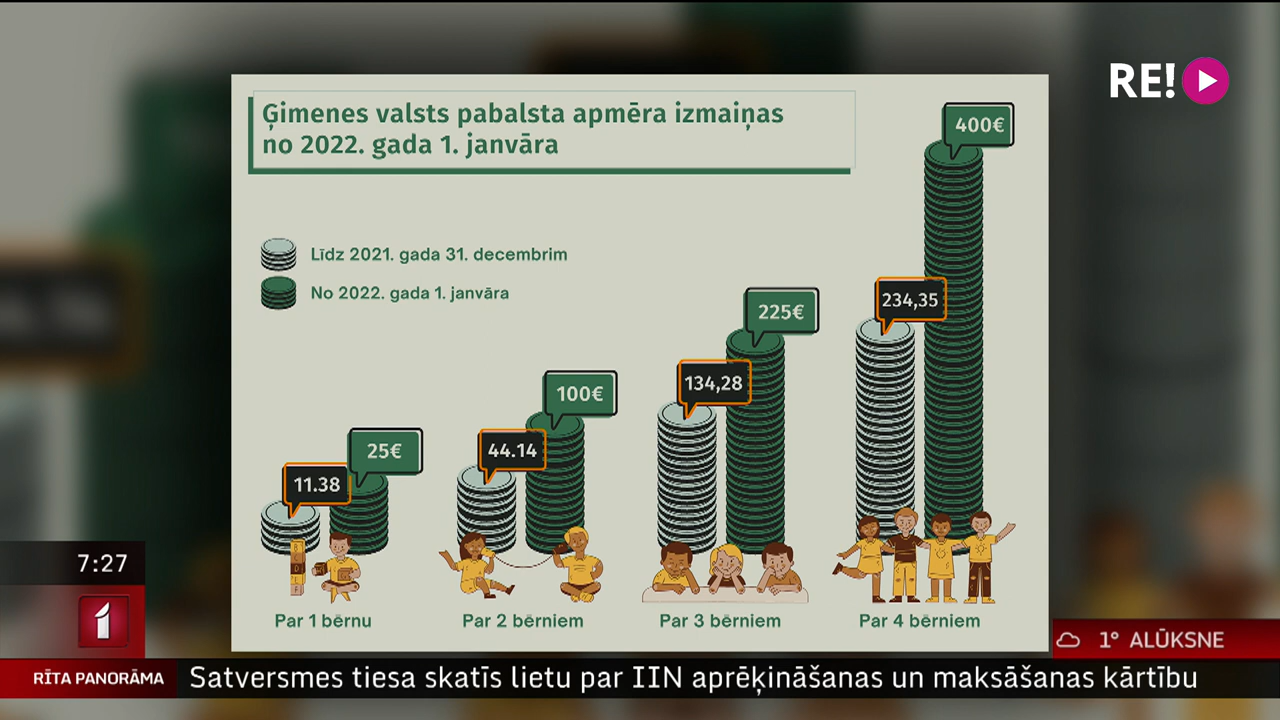 RE!
Ģimenes valsts pabalsta apmēra izmaiņas
no 2022. gada 1. janvāra
400€
Līdz 2021. gada 31. decembrim
No 2022. gada 1. janvāra
234,35
225€
134,28
100€
44.14
25€
11.38
Par 1 bērnu
Par 2 bērniem
Par 3 bērniem
Par 4 bērniem
7:27
1
1° ALŪKSNE
RĪTA PANORĀMA
Satversmes tiesa skatīs lietu par IIN aprēķināšanas un maksāšanas kārtību